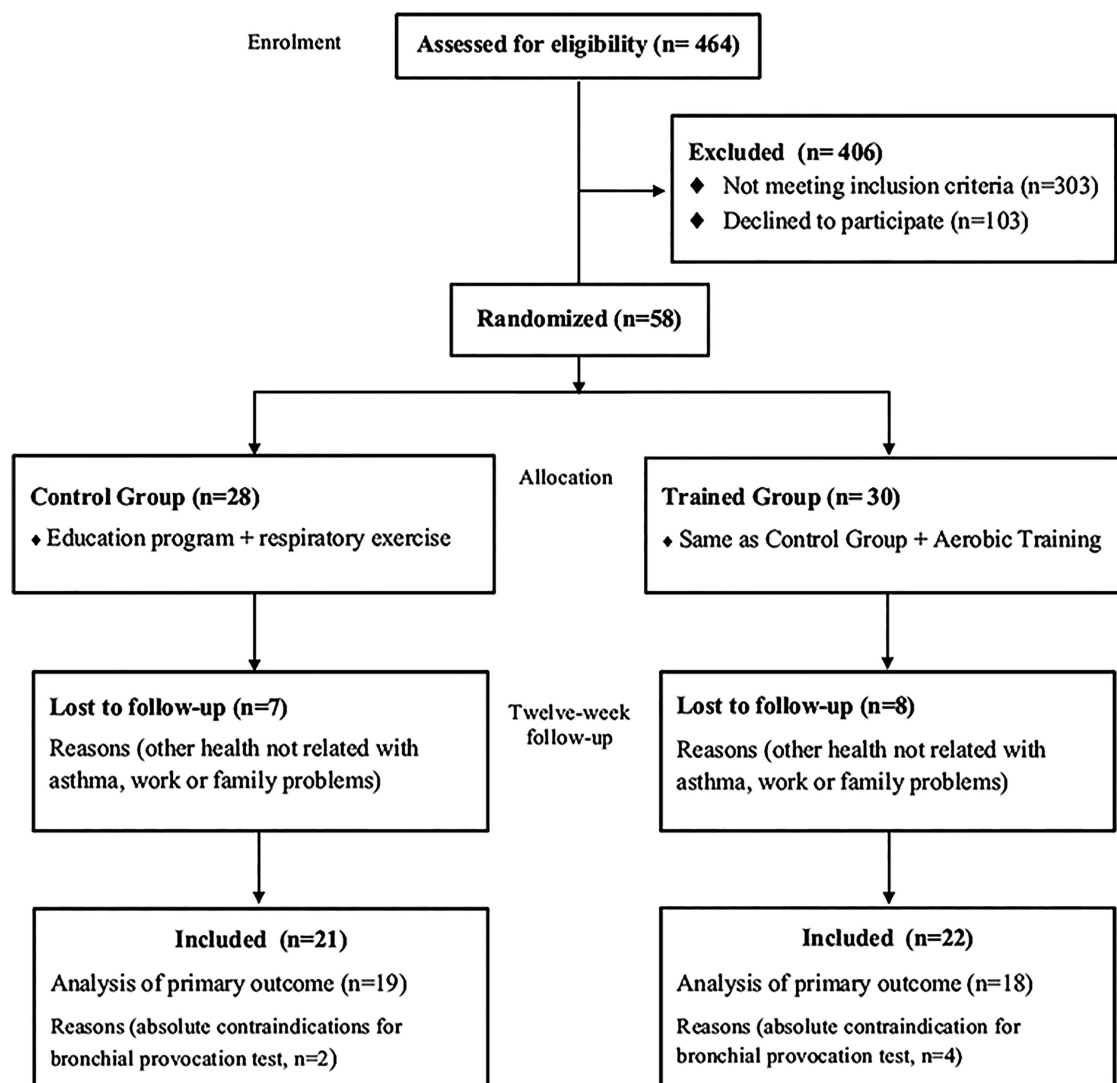 Enrolment
Assessed for eligibility (n= 464)
Excluded (n= 406)
♦ Not meeting inclusion criteria (n=303)
♦ Declined to participate (n=103)
Randomized (n=58)
Allocation
Control Group (n=28)
♦ Education program + respiratory exercise
Trained Group (n= 30)
♦ Same as Control Group + Aerobic Training
Twelve-week
follow-up
Lost to follow-up (n=7)
Reasons (other health not related with
asthma, work or family problems)
Lost to follow-up (n=8)
Reasons (other health not related with
asthma, work or family problems)
Included (n=21)
Analysis of primary outcome (n=19)
Reasons (absolute contraindications for
bronchial provocation test, n=2)
Included (n=22)
Analysis of primary outcome (n=18)
Reasons (absolute contraindication for
bronchial provocation test, n=4)